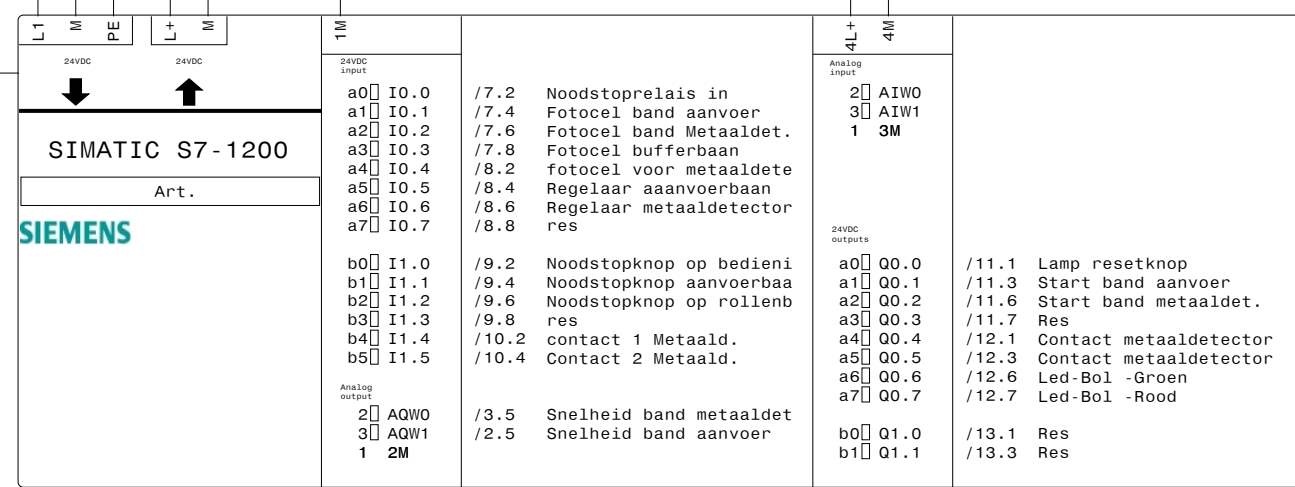 L1 M PE L+ M
24VDC 24VDC
SIMATIC S7-1200
Art.
SIEMENS
1M
24VDC
input
a0 I0.0 /7.2 Noodstoprelais in
a1 I0.1 /7.4 Fotocel band aanvoer
a2 I0.2 /7.6 Fotocel band Metaaldet.
a3 I0.3 /7.8 Fotocel bufferbaan
a4 I0.4 /8.2 fotocel voor metaaldete
a5 I0.5 /8.4 Regelaar aaanvoerbaan
a6 I0.6 /8.6 Regelaar metaaldetector
a7 I0.7 /8.8 res
b0 I1.0 /9.2 Noodstopknop op bedieni
b1 I1.1 /9.4 Noodstopknop aanvoerbaa
b2 I1.2 /9.6 Noodstopknop op rollenb
b3 I1.3 /9.8 res
b4 I1.4 /10.2 contact 1 Metaald.
b5 I1.5 /10.4 Contact 2 Metaald.
Analog
output
2 AQW0 /3.5 Snelheid band metaaldet
3 AQW1 /2.5 Snelheid band aanvoer
1 2M
4L+ 4M
Analog
input
2 AIW0
3 AIW1
1 3M
24VDC
outputs
a0 Q0.0 /11.1 Lamp resetknop
a1 Q0.1 /11.3 Start band aanvoer
a2 Q0.2 /11.6 Start band metaaldet.
a3 Q0.3 /11.7 Res
a4 Q0.4 /12.1 Contact metaaldetector
a5 Q0.5 /12.3 Contact metaaldetector
a6 Q0.6 /12.6 Led-Bol -Groen
a7 Q0.7 /12.7 Led-Bol -Rood
b0 Q1.0 /13.1 Res
b1 Q1.1 /13.3 Res